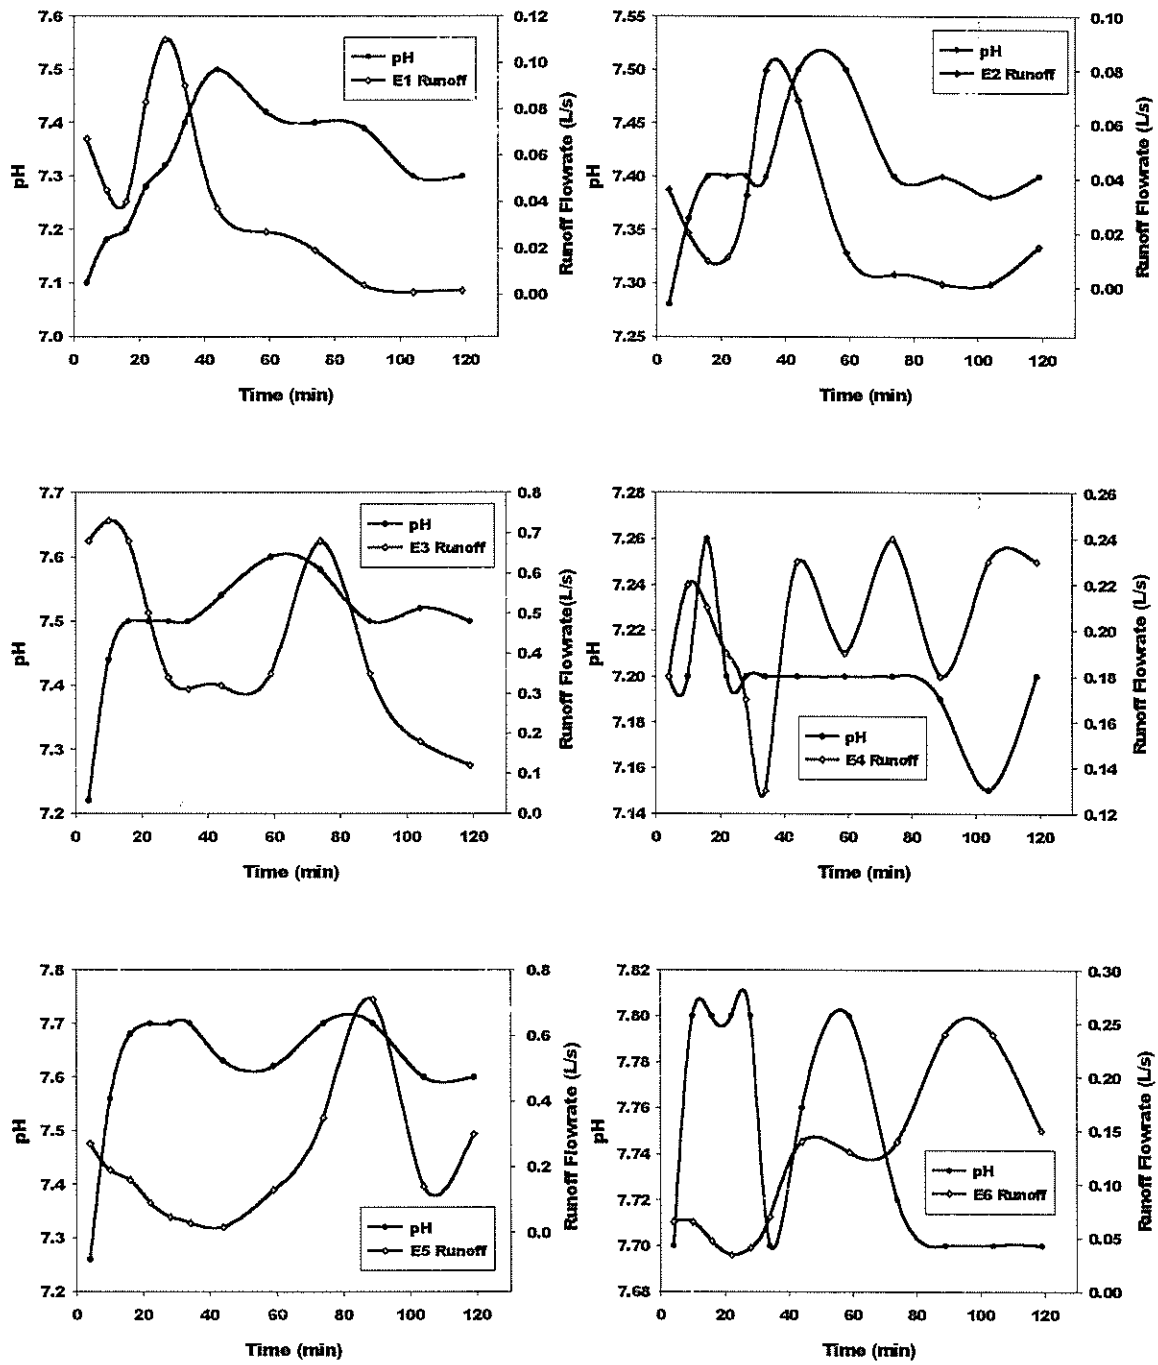 7.6
7.5
7.4
7.3
7.2
7.1
7.0
pH
0.12
0.10
0.08
0.06
0.04
0.02
0.00
Runoff Flowrate (L/s)
pH
E1 Runoff
0 20 40 60 80 100 120
Time (min)
7.55
7.50
7.45
7.40
7.35
7.30
7.25
pH
0.10
0.08
0.06
0.04
0.02
0.00
Runoff Flowrate (L/s)
pH
E2 Runoff
0 20 40 60 80 100 120
Time (min)
7.7
7.6
7.5
7.4
7.3
7.2
pH
0.8
0.7
0.6
0.5
0.4
0.3
0.2
0.1
0.0
Runoff Flowrate(L/s)
pH
E3 Runoff
0 20 40 60 80 100 120
Time (min)
7.28
7.26
7.24
7.22
7.20
7.18
7.16
7.14
pH
0.26
0.24
0.22
0.20
0.18
0.16
0.14
0.12
Runoff Flowrate (L/s)
pH
E4 Runoff
0 20 40 60 80 100 120
Time (min)
7.8
7.7
7.6
7.5
7.4
7.3
7.2
pH
0.8
0.6
0.4
0.2
0.0
Runoff Flowrate (L/s)
pH
E5 Runoff
0 20 40 60 80 100 120
Time (min)
7.82
7.80
7.78
7.76
7.74
7.72
7.70
7.68
pH
0.30
0.25
0.20
0.15
0.10
0.05
0.00
Runoff Flowrate (L/s)
pH
E6 Runoff
0 20 40 60 80 100 120
Time (min)